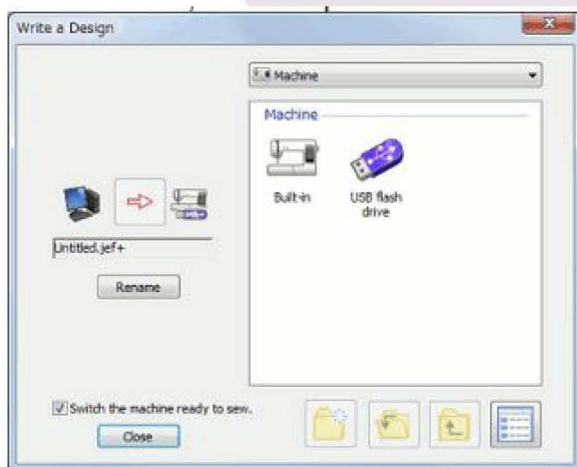 Write a Design
Machine
Machine
Built-in
USB flash
drive
Untitled.jef+
Rename
Switch the machine ready to sew.
Close